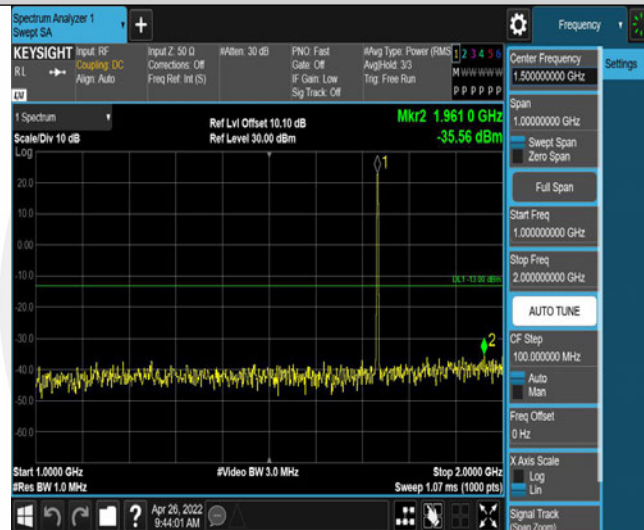 Spectrum Analyzer 1
Swept SA
Frequency
KEYSIGHT
RL
Input: RF
Coupling: DC
Align: Auto
Input Z: 50 Ω
Corrections: Off
Freq Ref: Int (S)
#Atten: 30 dB
PNO: Fast
Gate: Off
IF Gain: Low
Sig Track: Off
#Avg Type: Power (RMS
Avg|Hold: 3/3
Trig: Free Run
1 2 3 4 5 6
M W W W W W
P P P P P P
LXI
1 Spectrum
Scale/Div 10 dB
Ref Lvl Offset 10.10 dB
Ref Level 30.00 dBm
Mkr2 1.961 0 GHz
-35.56 dBm
Log
1
20.0
10.0
0.00
-10.0
DL1 -13.00 dBm
-20.0
-30.0
2
-40.0
-50.0
-60.0
Start 1.0000 GHz
#Res BW 1.0 MHz
#Video BW 3.0 MHz
Stop 2.0000 GHz
Sweep 1.07 ms (1000 pts)
?
Apr 26, 2022
9:44:01 AM
Settings
Center Frequency
1.500000000 GHz
Span
1.00000000 GHz
Swept Span
Zero Span
Full Span
Start Freq
1.000000000 GHz
Stop Freq
2.000000000 GHz
AUTO TUNE
CF Step
100.000000 MHz
Auto
Man
Freq Offset
0 Hz
X Axis Scale
Log
Lin
Signal Track
(Span Zoom)